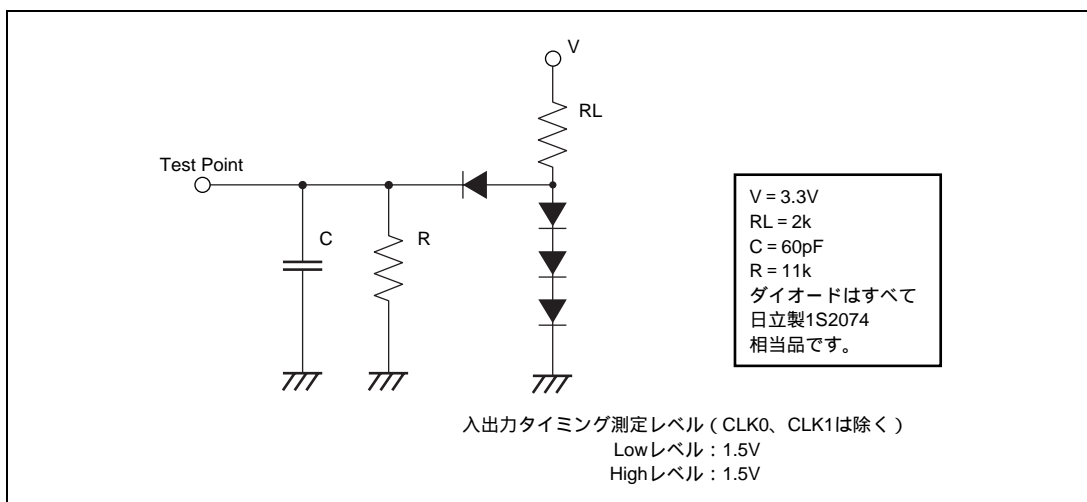 V
RL
Test Point
C
R
V = 3.3V
RL = 2k
C = 60pF
R = 11k
ダイオードはすべて
日立製1S2074
相当品です。
入出力タイミング測定レベル（CLK0、CLK1は除く）
Lowレベル：1.5V
Highレベル：1.5V